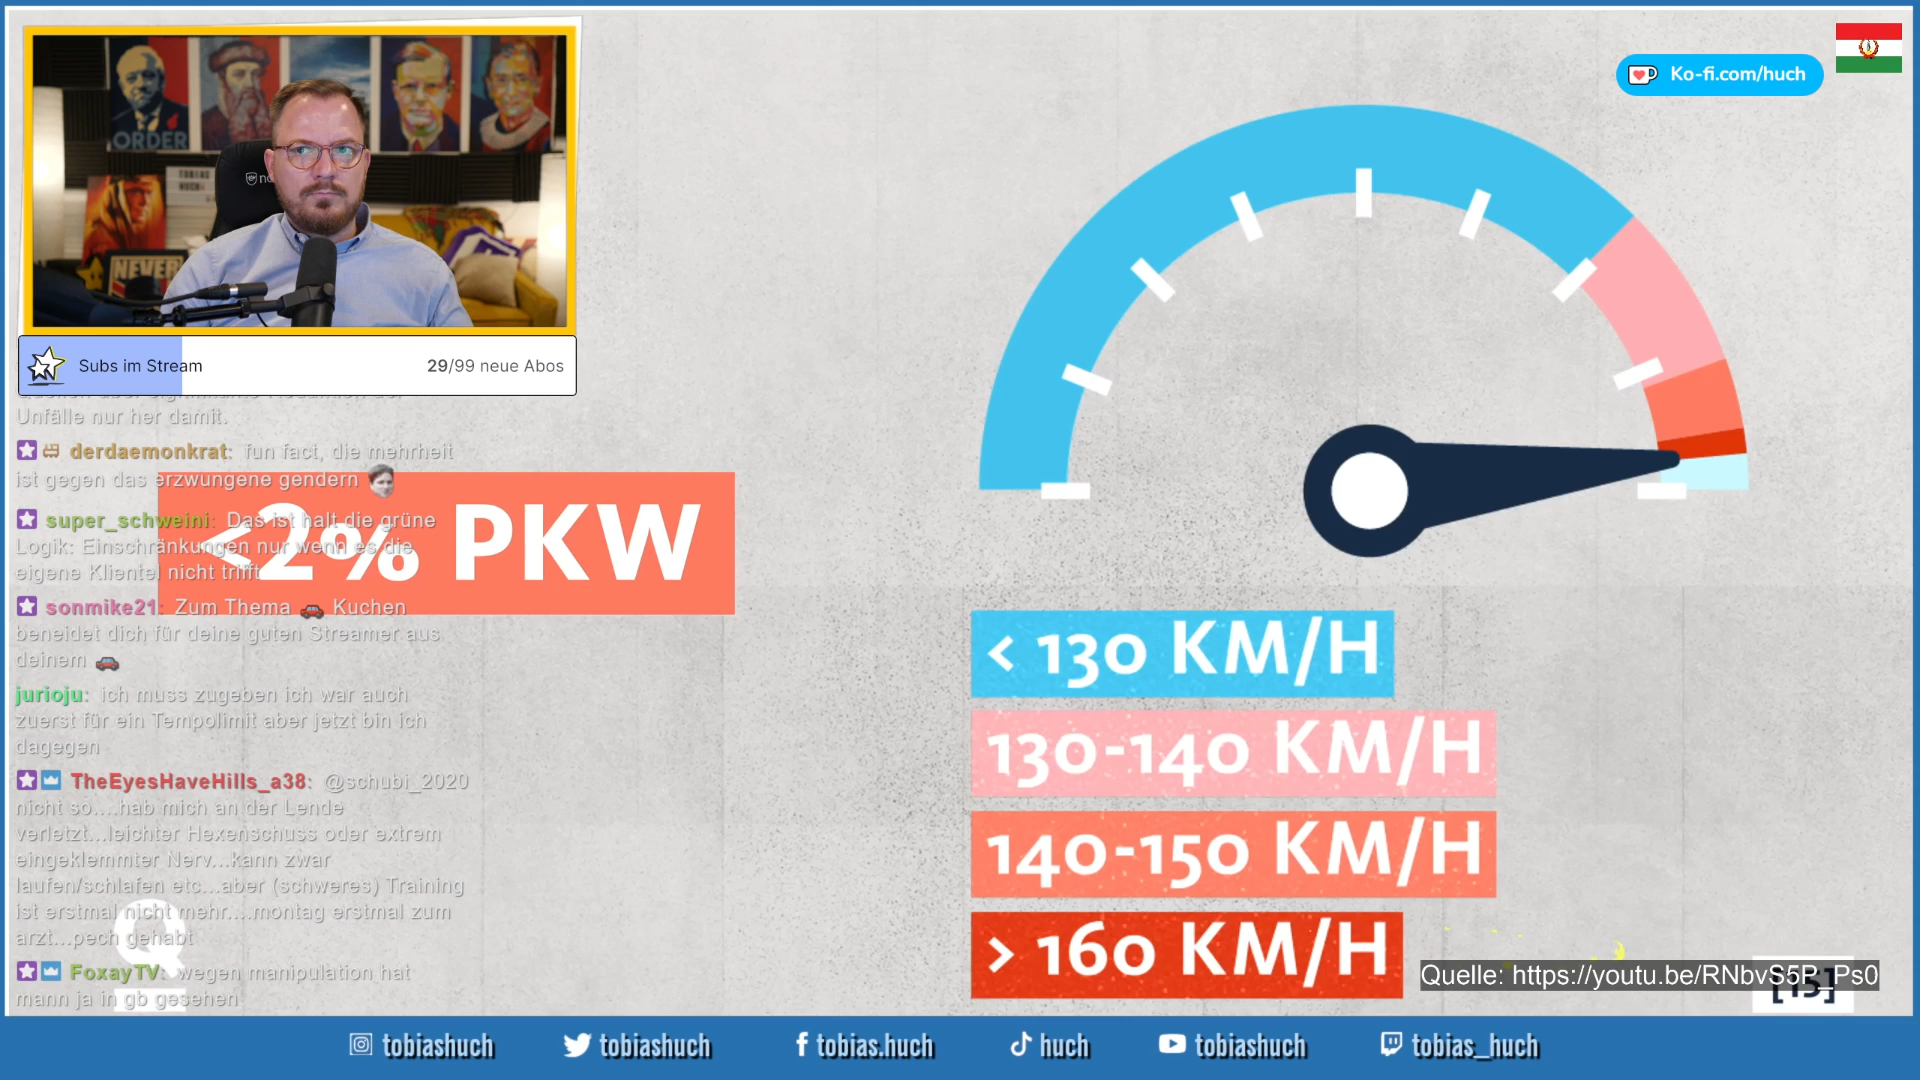 ORDER
TOBIAS
HUCH
NEVER
Ko-fi.com/huch
Subs im Stream
29/99 neue Abos
Unfälle nur her damit.
derdaemonkrat: fun fact, die mehrheit
ist gegen das erzwungene gendern
super_schweini: Das ist halt die grüne
Logik: Einschränkungen nur wenn es die
eigene Klientel nicht trifft
<2% PKW
sonmike21: Zum Thema Kuchen
beneidet dich für deine guten Streamer aus
deinem
jurioju: ich muss zugeben ich war auch
zuerst für ein Tempolimit aber jetzt bin ich
dagegen
TheEyesHaveHills_a38: @schubi_2020
nicht so....hab mich an der Lende
verletzt...leichter Hexenschuss oder extrem
eingeklemmter Nerv...kann zwar
laufen/schlafen etc...aber (schweres) Training
ist erstmal nicht mehr....montag erstmal zum
arzt...pech gehabt
FoxayTV: wegen manipulation hat
mann ja in gb gesehen
< 130 KM/H
130-140 KM/H
140-150 KM/H
> 160 KM/H
Quelle: https://youtu.be/RNbvS5P_Ps0
[15]
tobiashuch
tobiashuch
tobias.huch
huch
tobiashuch
tobias_huch